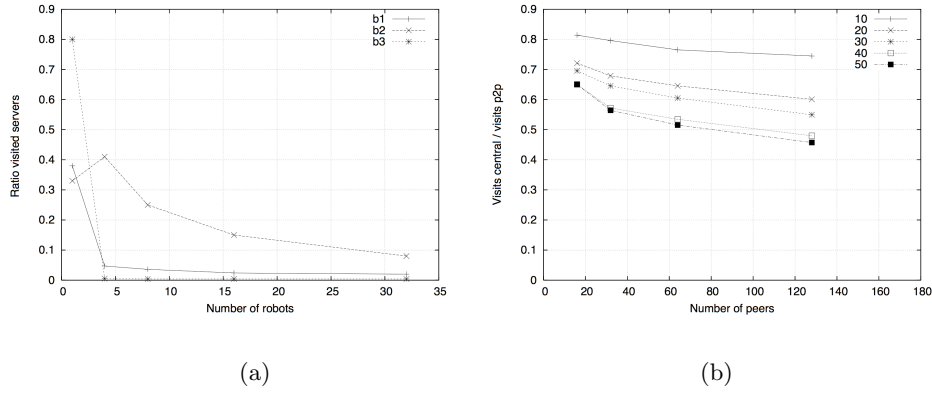 0.9
0.8
0.7
0.6
0.5
0.4
0.3
0.2
0.1
0
0 5 10 15 20 25 30 35
Ratio visited servers
Number of robots
b1
b2
b3
(a)
0.9
0.8
0.7
0.6
0.5
0.4
0.3
0.2
0.1
0
0 20 40 60 80 100 120 140 160 180
Visits central / visits p2p
Number of peers
10
20
30
40
50
(b)